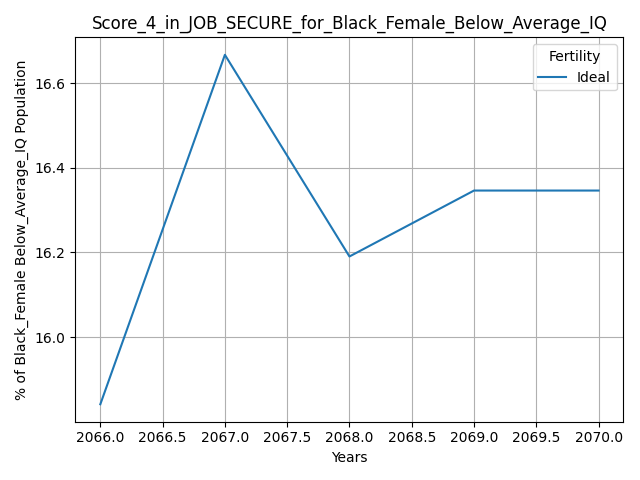 Score_4_in_JOB_SECURE_for_Black_Female_Below_Average_IQ
Fertility
Ideal
% of Black_Female Below_Average_IQ Population
16.6
16.4
16.2
16.0
2066.0 2066.5 2067.0 2067.5 2068.0 2068.5 2069.0 2069.5 2070.0
Years